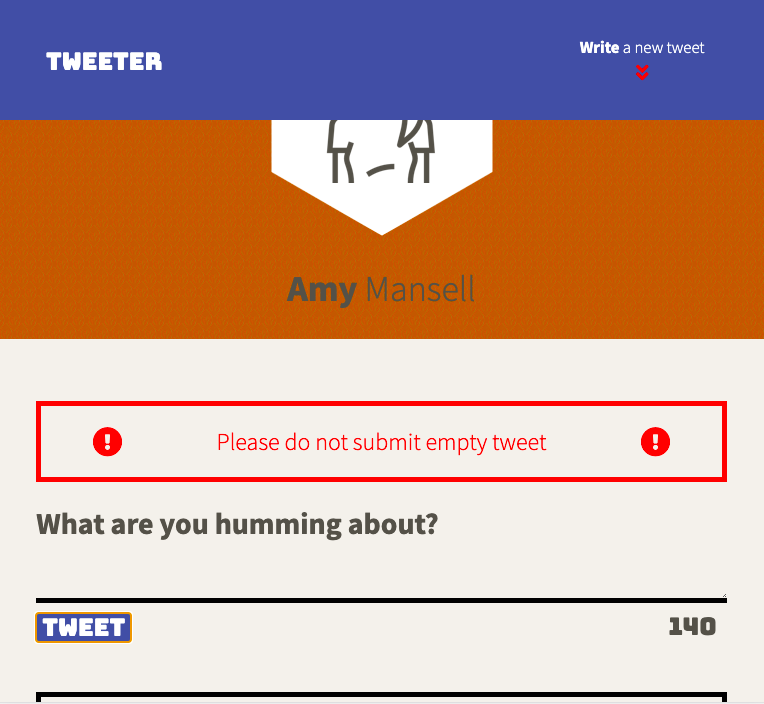 TWEETER
Write a new tweet
Amy Mansell
Please do not submit empty tweet
What are you humming about?
TWEET
140